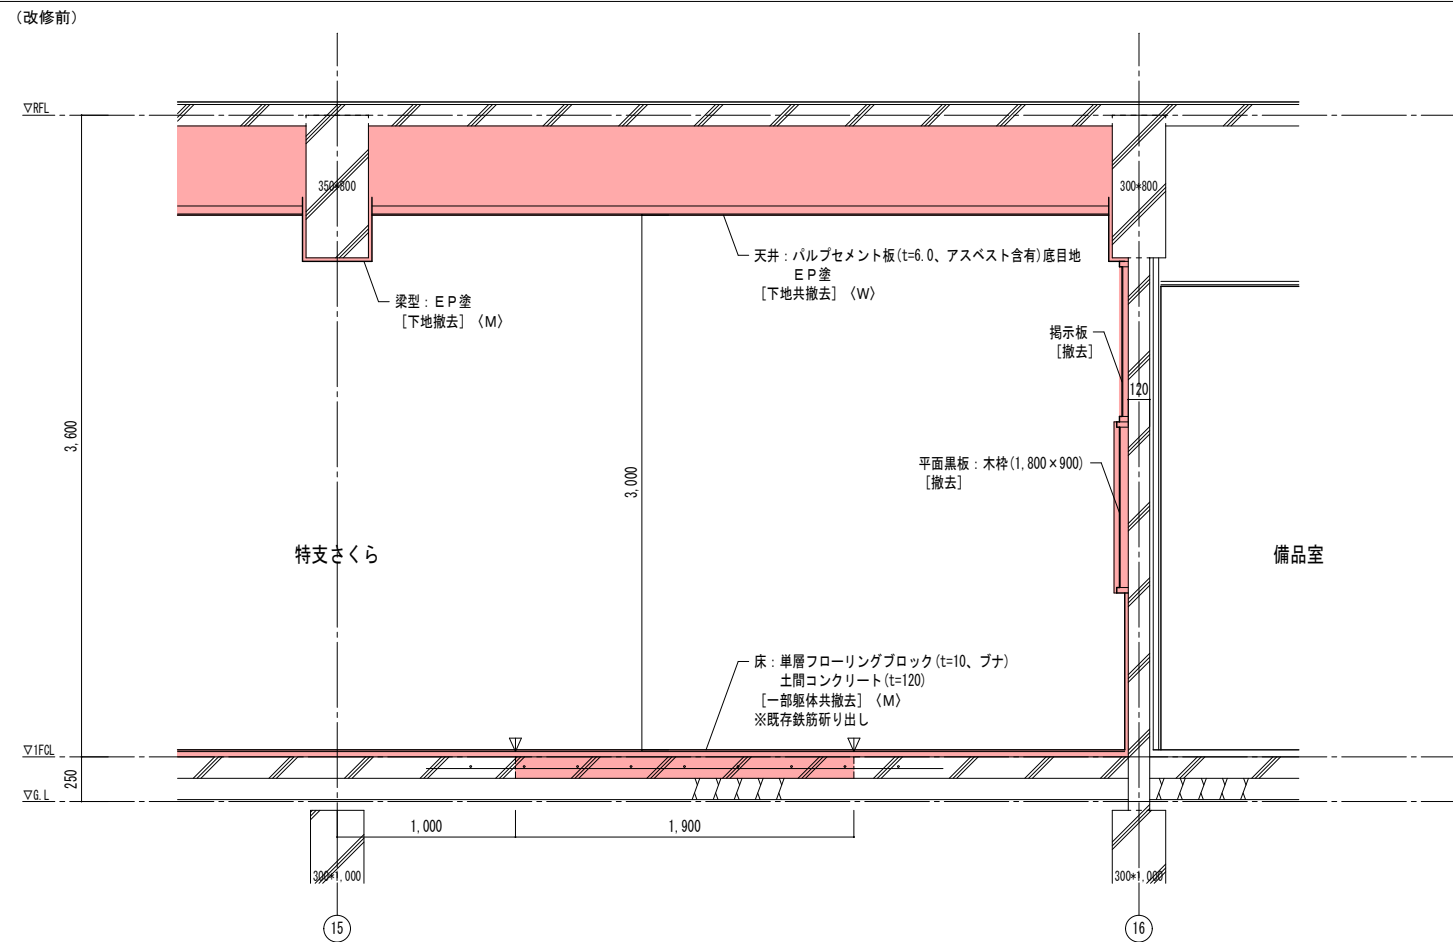 (改修前)
▽RFL
350*800
300*800
天井：パルプセメント板(t=6.0、アスベスト含有)底目地
ＥＰ塗
[下地共撤去] 〈W〉
梁型：ＥＰ塗
[下地撤去] 〈M〉
掲示板
[撤去]
120
3,600
3,000
平面黒板：木枠(1,800×900)
[撤去]
特支さくら
備品室
床：単層フローリングブロック(t=10、ブナ)
土間コンクリート(t=120)
[一部躯体共撤去] 〈M〉
※既存鉄筋斫り出し
▽1FCL
250
▽G.L
1,000
1,900
300*1,000
300*1,000
15
16